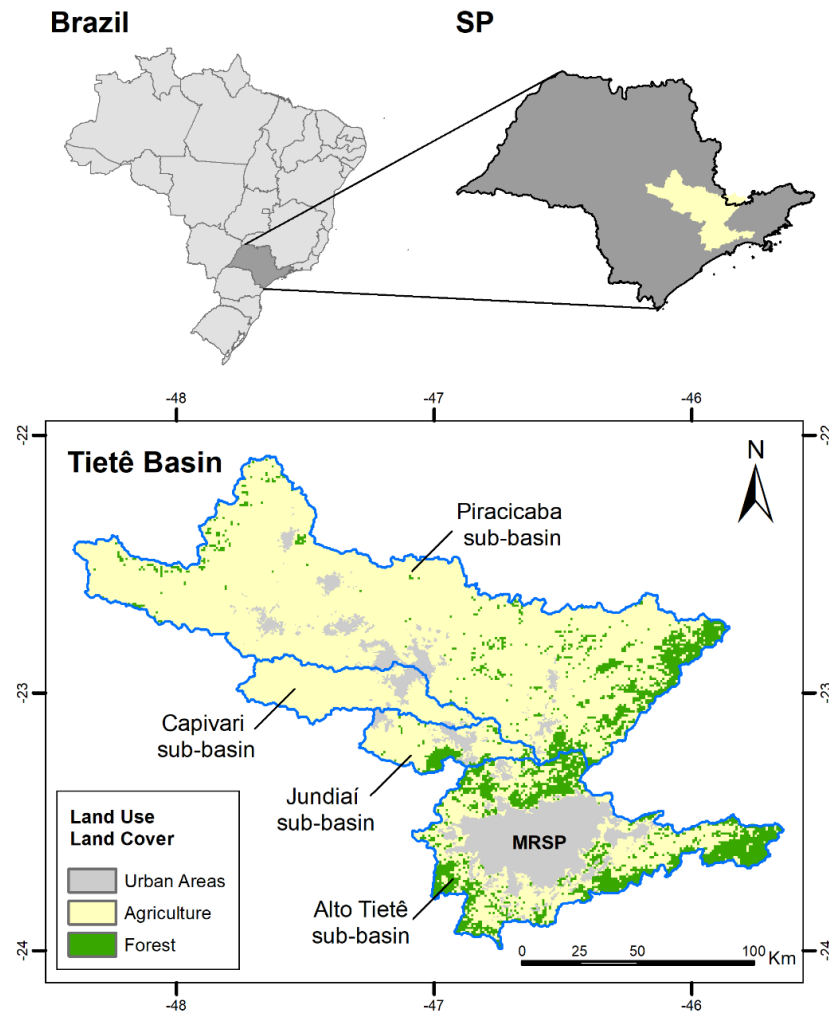 Brazil
SP
-48
-47
-46
-22
-22
Tietê Basin
N
Piracicaba
sub-basin
-23
-23
Capivari
sub-basin
Jundiaí
sub-basin
Land Use
Land Cover
Urban Areas
Agriculture
Forest
MRSP
Alto Tietê
sub-basin
0 25 50 100
Km
-24
-24
-48
-47
-46